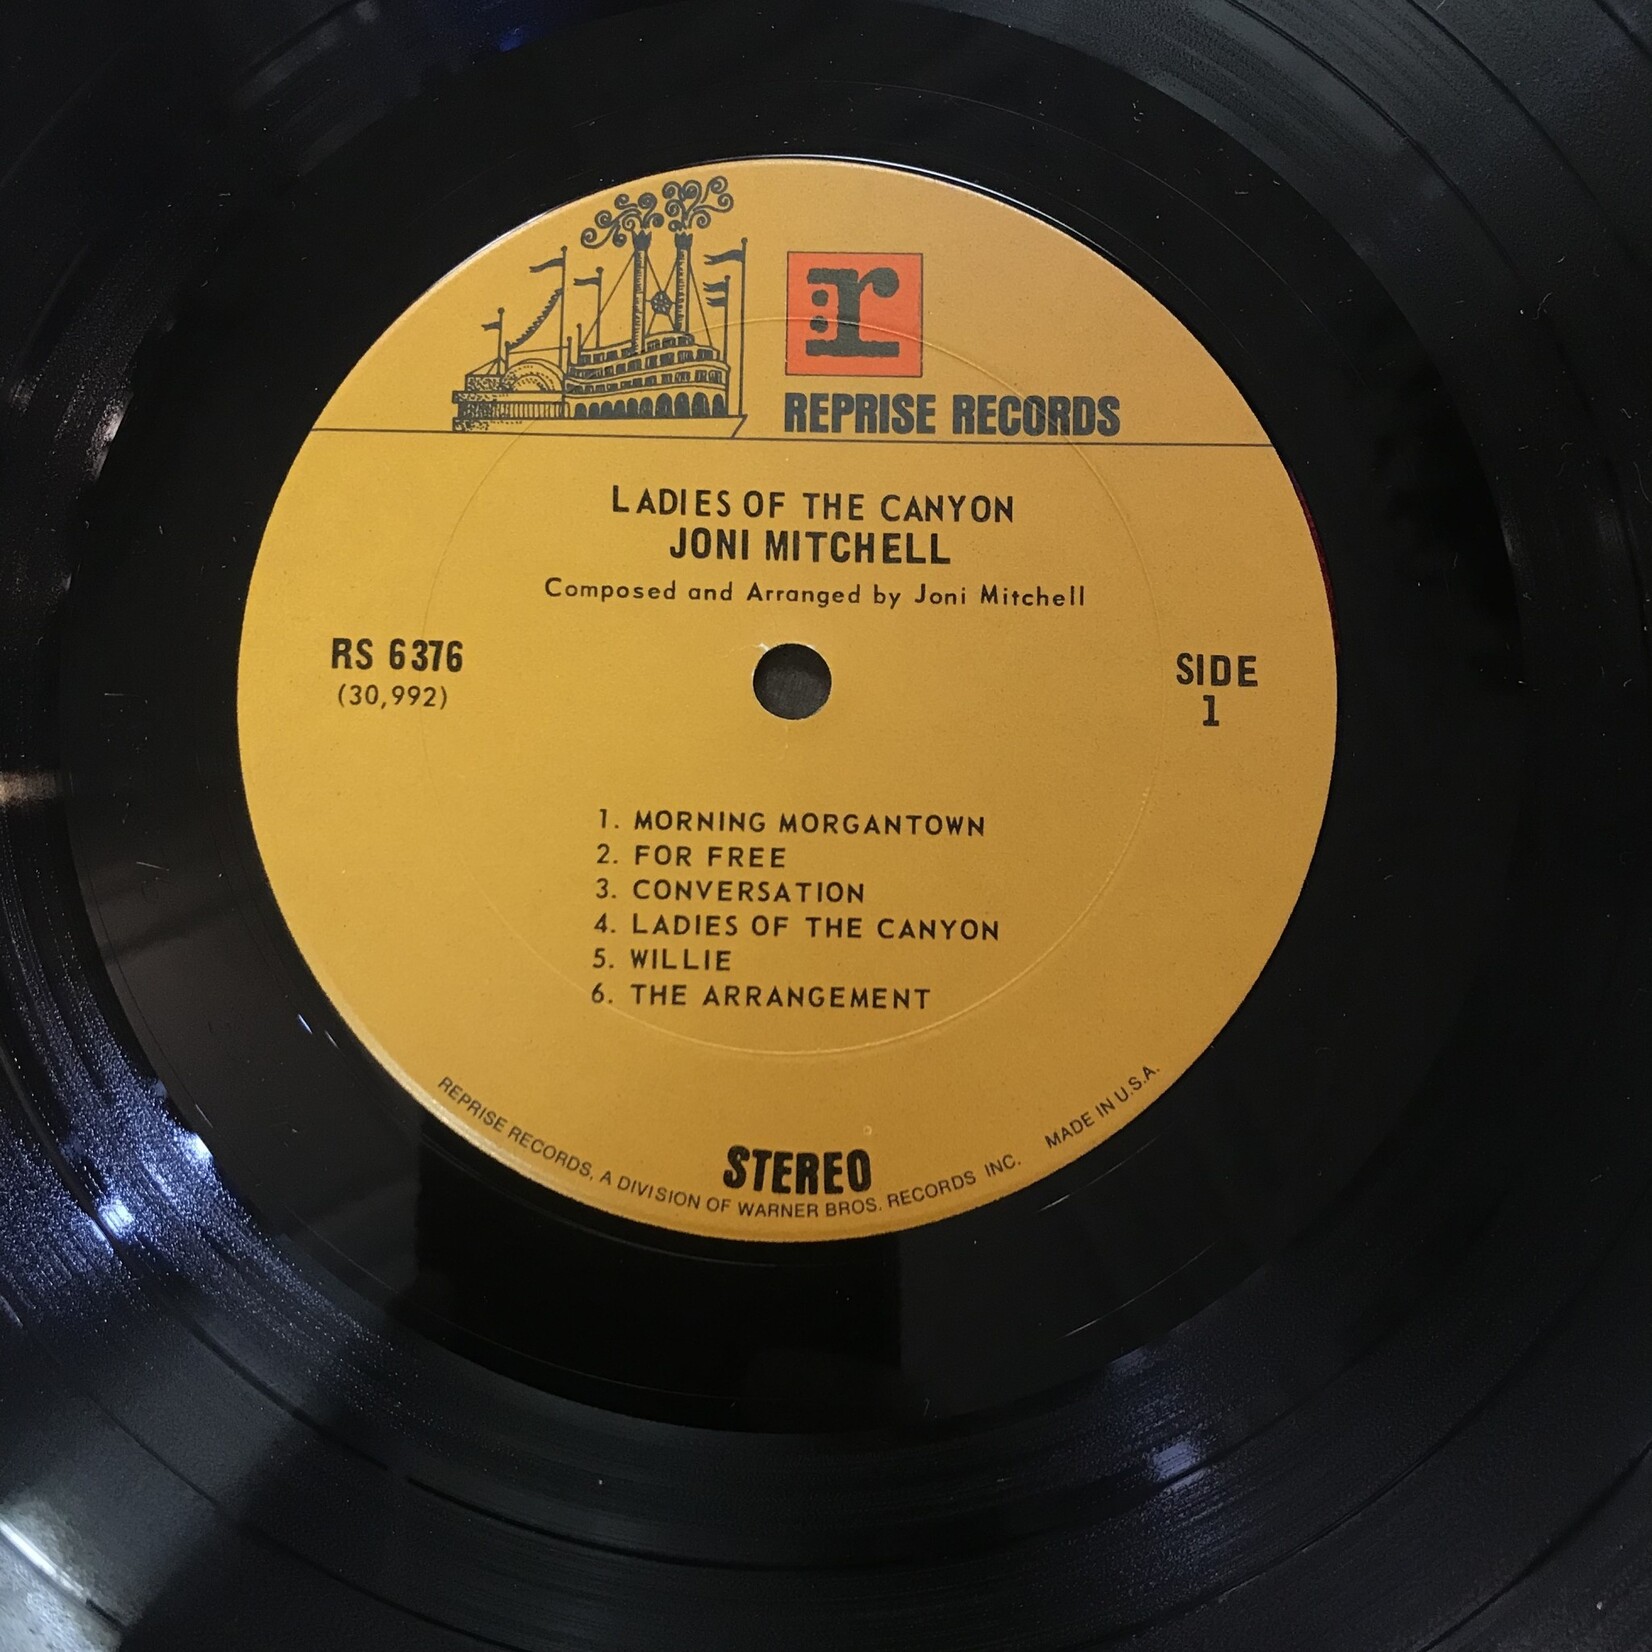 r:
REPRISE RECORDS
LADIES OF THE CANYON
JONI MITCHELL
Composed and Arranged by Joni Mitchell
RS 6376
(30,992)
SIDE
1
1. MORNING MORGANTOWN
2. FOR FREE
3. CONVERSATION
4. LADIES OF THE CANYON
5. WILLIE
6. THE ARRANGEMENT
STEREO
REPRISE RECORDS, A DIVISION OF WARNER BROS. RECORDS INC. MADE IN U.S.A.